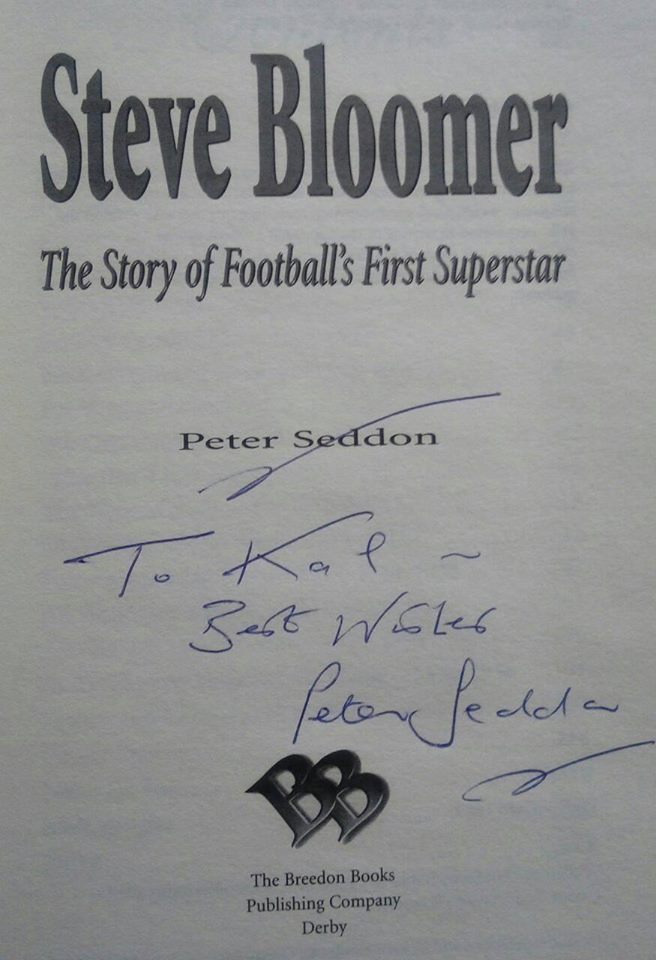 Steve Bloomer
The Story of Football's First Superstar
Peter Seddon
To Kal ~
Best Wishes
Peter Seddon
BB
The Breedon Books
Publishing Company
Derby